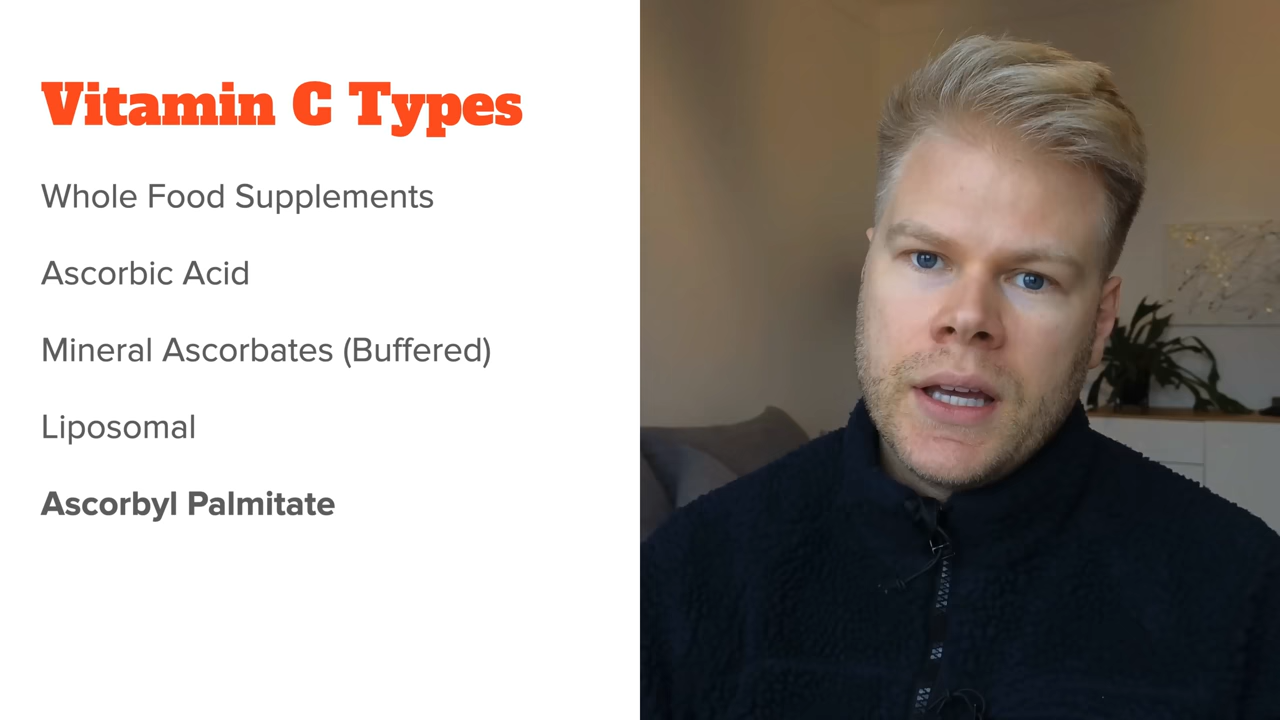 Vitamin C Types
Whole Food Supplements
Ascorbic Acid
Mineral Ascorbates (Buffered)
Liposomal
Ascorbyl Palmitate